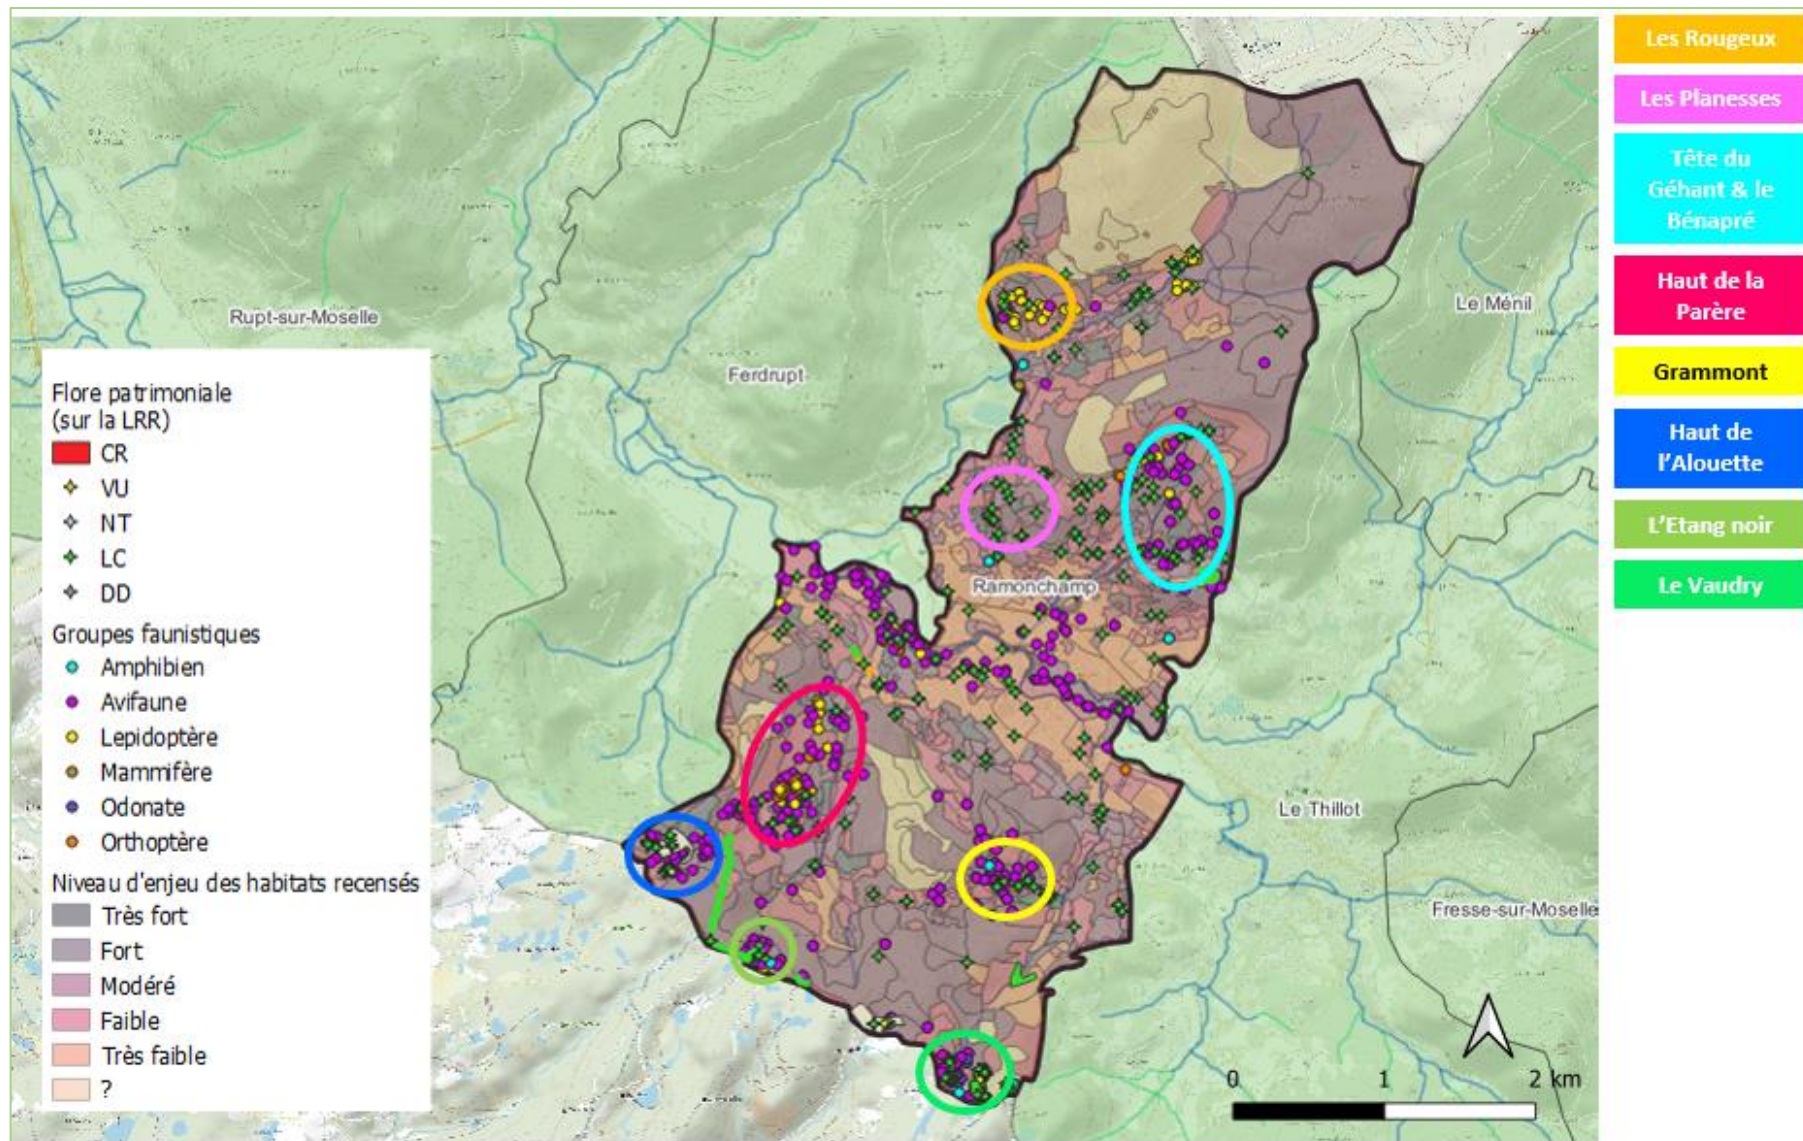 Les Rougeux
Les Planesses
Tête du
Géhant & le
Bénapré
Haut de la
Parère
Grammont
Haut de
l'Alouette
L'Etang noir
Le Vaudry
Rupt-sur-Moselle
Ferdrupt
Le Ménil
Ramonchamp
Le Thillot
Fresse-sur-Moselle
Flore patrimoniale
(sur la LRR)
CR
VU
NT
LC
DD
Groupes faunistiques
Amphibien
Avifaune
Lepidoptère
Mammifère
Odonate
Orthoptère
Niveau d'enjeu des habitats recensés
Très fort
Fort
Modéré
Faible
Très faible
?
0 1 2 km